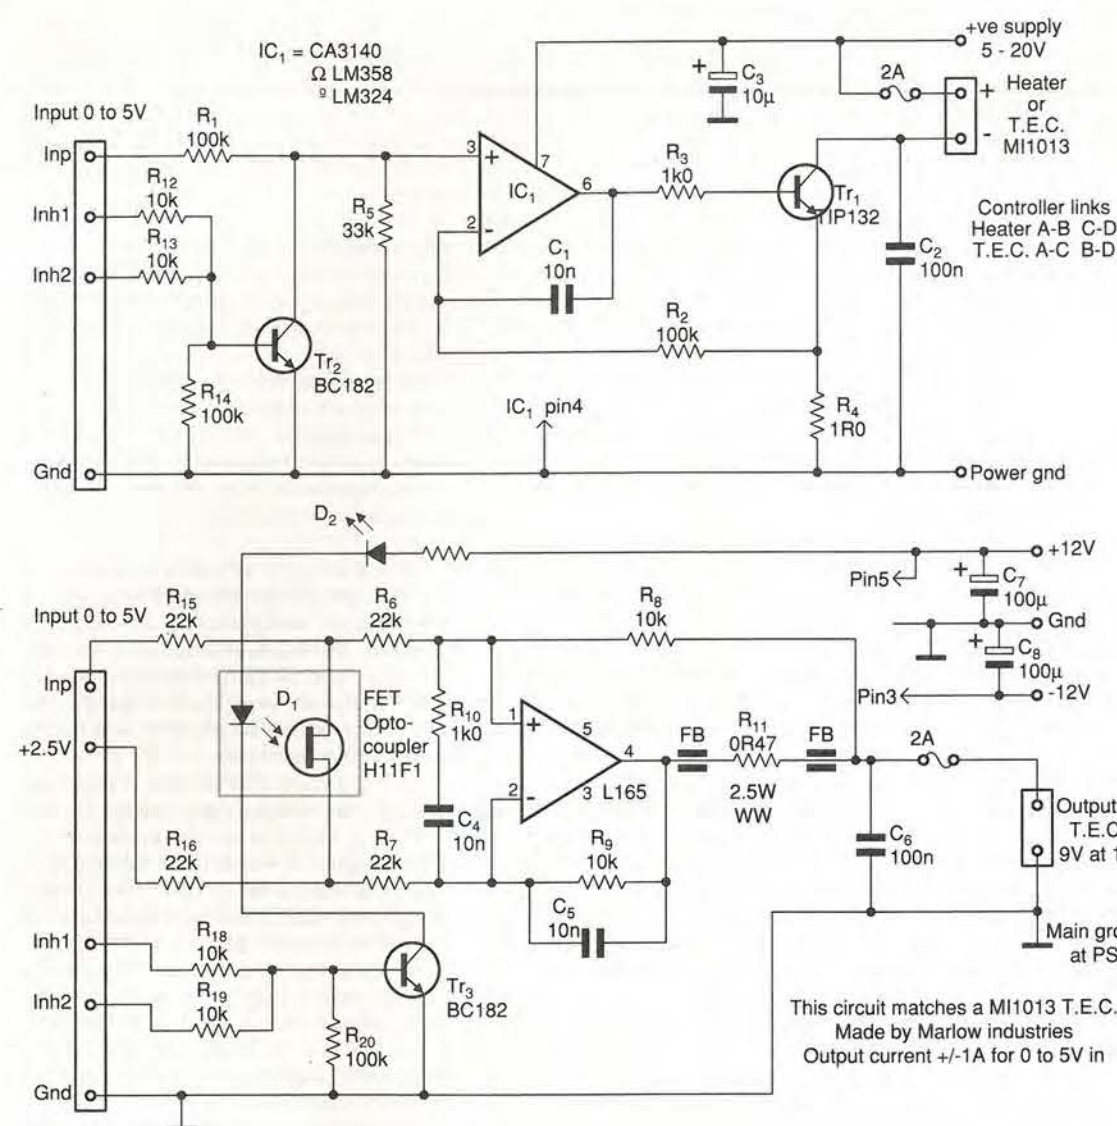 IC1 = CA3140
Ω LM358
º LM324
+ve supply
5 - 20V
C3
10µ
+
2A
+
Heater
or
T.E.C.
MI1013
-
Input 0 to 5V
R1
100k
Inp
R12
10k
Inh1
R13
10k
Inh2
R5
33k
3
+
7
IC1
6
2
-
C1
10n
R3
1k0
Tr1
TIP132
Controller links
Heater A-B C-D
T.E.C. A-C B-D
C2
100n
R2
100k
Tr2
BC182
R14
100k
IC1 pin4
R4
1R0
Gnd
Power gnd
D2
+12V
Pin5
+
C7
100µ
Gnd
+
C8
100µ
Pin3
-12V
Input 0 to 5V
R15
22k
R6
22k
R8
10k
Inp
D1
FET
Opto-
coupler
H11F1
R10
1k0
+2.5V
1
+
5
4
2
-
3
L165
FB
R11
0R47
FB
2.5W
WW
2A
Output
T.E.C
9V at 1
C4
10n
C6
100n
R16
22k
R7
22k
R9
10k
C5
10n
Inh1
R18
10k
Inh2
R19
10k
Tr3
BC182
R20
100k
Main gro
at PS
Gnd
This circuit matches a MI1013 T.E.C.
Made by Marlow industries
Output current +/-1A for 0 to 5V in